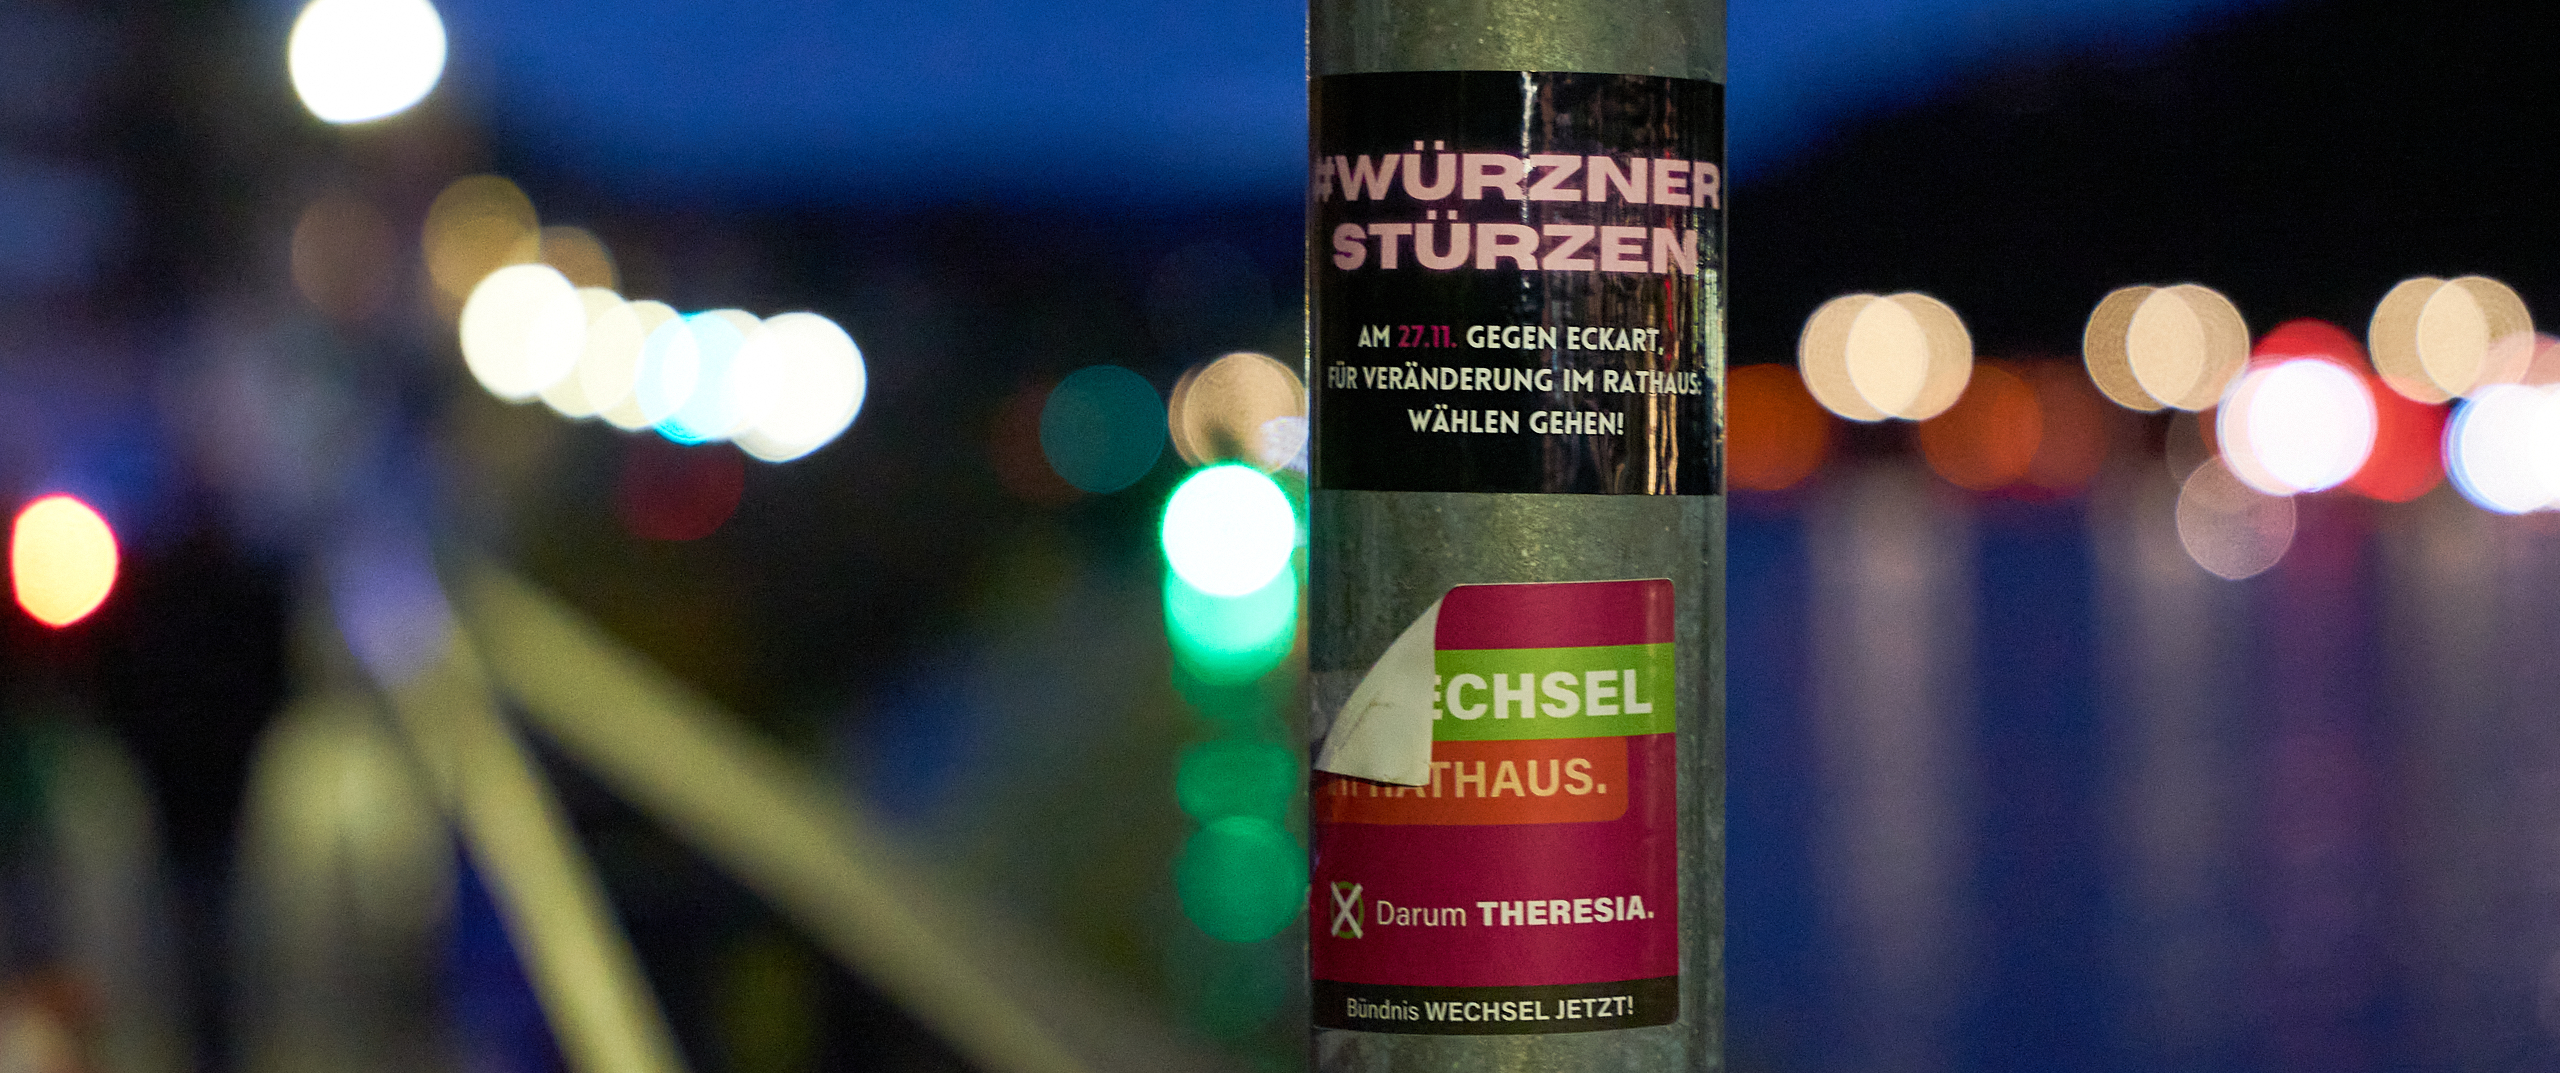 #WÜRZNER
STÜRZEN
AM 27.11. GEGEN ECKART,
FÜR VERÄNDERUNG IM RATHAUS:
WÄHLEN GEHEN!
ECHSEL
RATHAUS.
Darum THERESIA.
Bündnis WECHSEL JETZT!